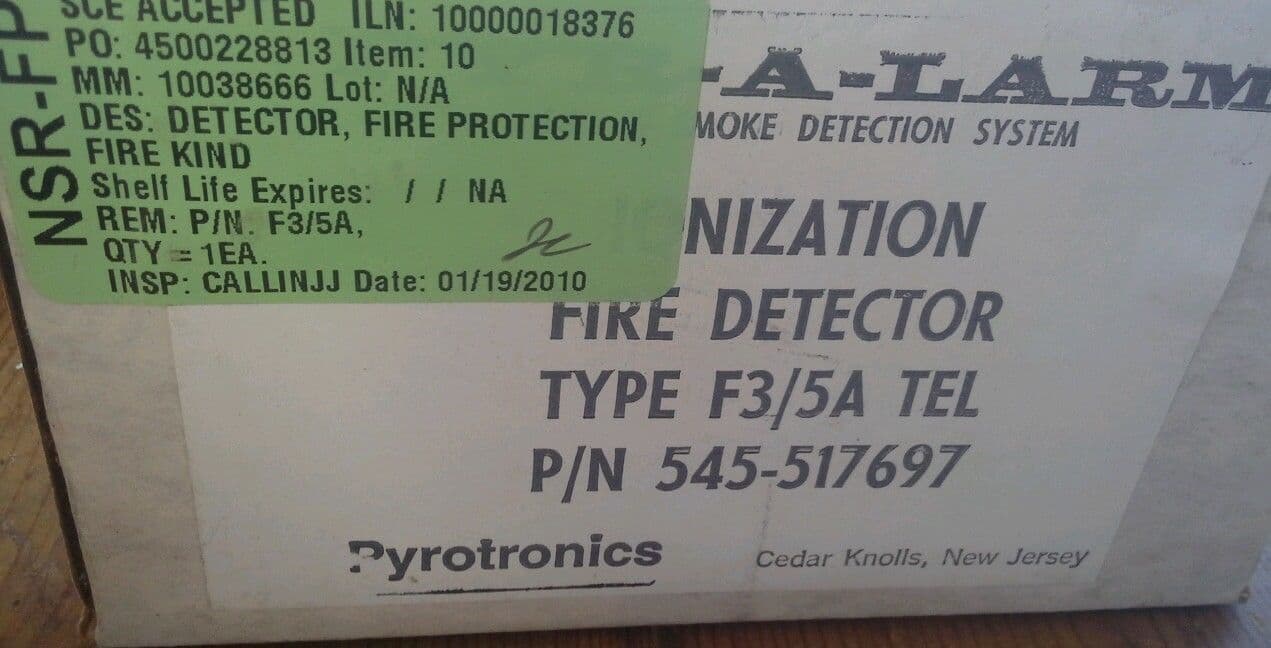 SCE ACCEPTED ILN: 10000018376
PO: 4500228813 Item: 10
MM: 10038666 Lot: N/A
DES: DETECTOR, FIRE PROTECTION,
FIRE KIND
Shelf Life Expires: / / NA
REM: P/N. F3/5A,
QTY = 1EA.
INSP: CALLINJJ Date: 01/19/2010
NSR-FP
-A-LARM
MOKE DETECTION SYSTEM
IONIZATION
FIRE DETECTOR
TYPE F3/5A TEL
P/N 545-517697
Pyrotronics
Cedar Knolls, New Jersey